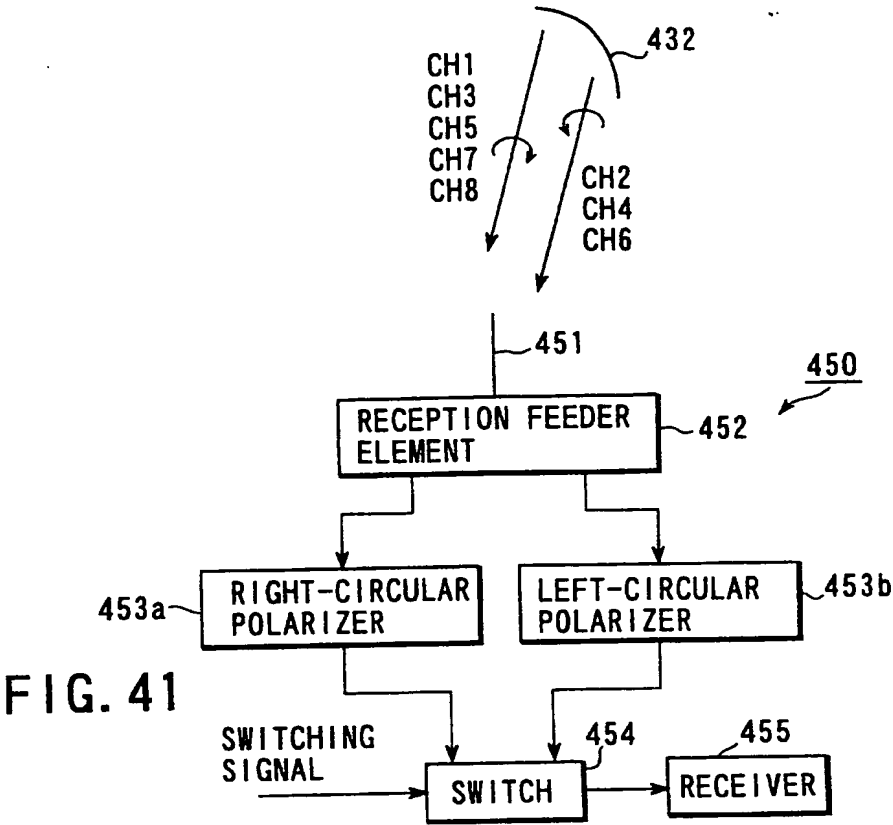 432
CH1
CH3
CH5
CH7
CH8
CH2
CH4
CH6
451
450
RECEPTION FEEDER
ELEMENT
452
453a
RIGHT-CIRCULAR
POLARIZER
LEFT-CIRCULAR
POLARIZER
453b
FIG. 41
SWITCHING
SIGNAL
454
455
SWITCH
RECEIVER